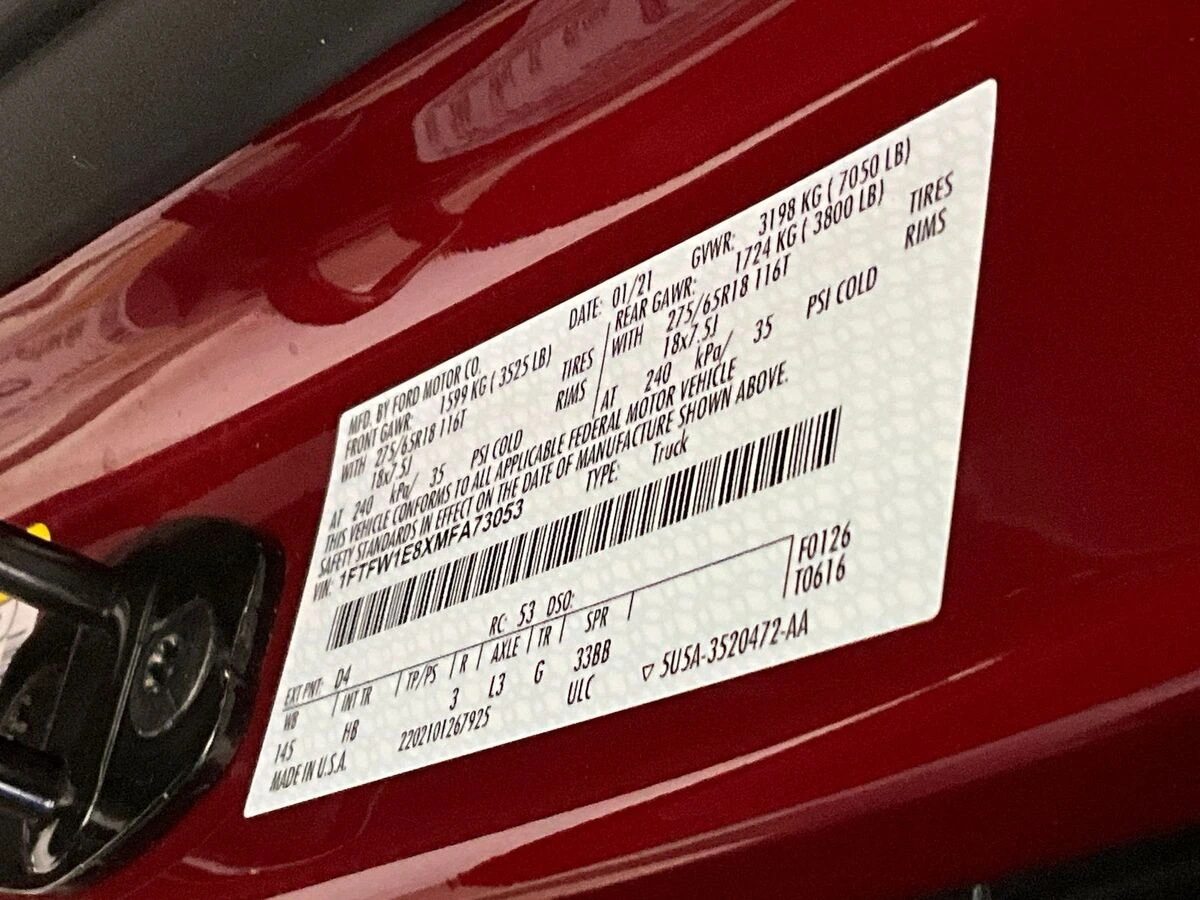 MFD. BY FORD MOTOR CO.
DATE: 01/21 GVWR: 3198 KG ( 7050 LB)
FRONT GAWR: 1599 KG ( 3525 LB) REAR GAWR: 1724 KG ( 3800 LB)
WITH 275/65R18 116T TIRES WITH 275/65R18 116T TIRES
18x7.5J RIMS 18x7.5J RIMS
AT 240 kPa/ 35 PSI COLD AT 240 kPa/ 35 PSI COLD
THIS VEHICLE CONFORMS TO ALL APPLICABLE FEDERAL MOTOR VEHICLE
SAFETY STANDARDS IN EFFECT ON THE DATE OF MANUFACTURE SHOWN ABOVE.
VIN: 1FTFW1E8XMFA73053 TYPE: Truck
EXT PNT: D4 RC: 53 DSO: F0126
WB INT TR TP/PS R AXLE TR SPR T0616
145 HB 3 L3 G 33BB
MADE IN U.S.A. 2202101267925 ULC ▽ 5U5A-3520472-AA